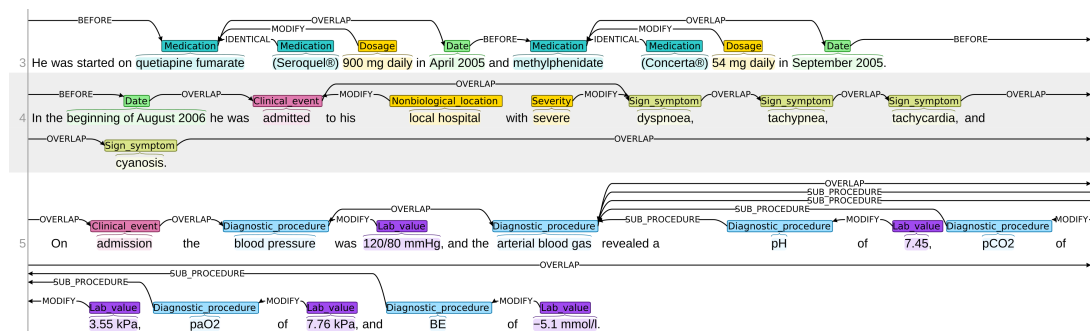 BEFORE OVERLAP MODIFY OVERLAP MODIFY
Medication IDENTICAL Medication Dosage Date BEFORE Medication IDENTICAL Medication Dosage Date BEFORE
3 He was started on quetiapine fumarate (Seroquel®) 900 mg daily in April 2005 and methylphenidate (Concerta®) 54 mg daily in September 2005.
OVERLAP
BEFORE Date OVERLAP Clinical_event MODIFY Nonbiological_location Severity MODIFY Sign_symptom OVERLAP Sign_symptom OVERLAP Sign_symptom OVERLAP
4 In the beginning of August 2006 he was admitted to his local hospital with severe dyspnoea, tachypnea, tachycardia, and
OVERLAP Sign_symptom OVERLAP
cyanosis.
OVERLAP
SUB_PROCEDURE
SUB_PROCEDURE
OVERLAP SUB_PROCEDURE
OVERLAP Clinical_event OVERLAP Diagnostic_procedure MODIFY Lab_value Diagnostic_procedure SUB_PROCEDURE Diagnostic_procedure MODIFY Lab_value Diagnostic_procedure MODIFY
5 On admission the blood pressure was 120/80 mmHg, and the arterial blood gas revealed a pH of 7.45, pCO2 of
OVERLAP
SUB_PROCEDURE
SUB_PROCEDURE
MODIFY Lab_value Diagnostic_procedure MODIFY Lab_value Diagnostic_procedure MODIFY Lab_value
3.55 kPa, paO2 of 7.76 kPa, and BE of −5.1 mmol/l.